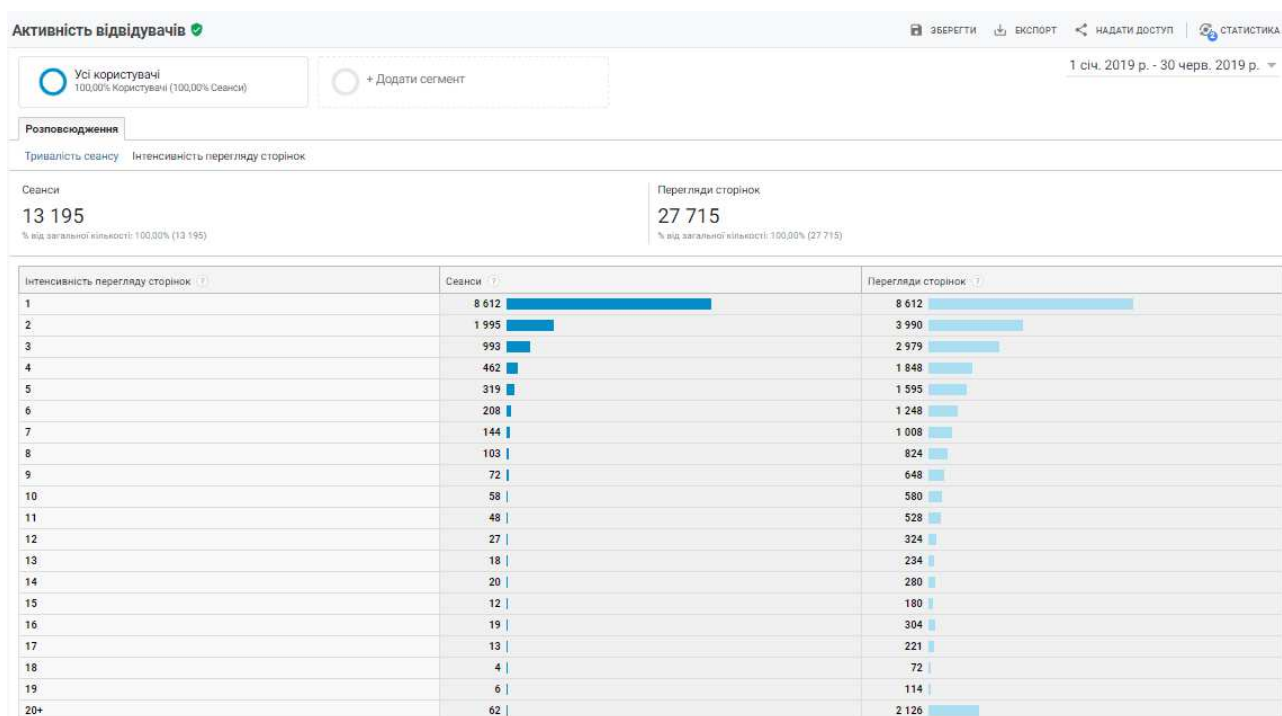 Активність відвідувачів
ЗБЕРЕГТИ ЕКСПОРТ НАДАТИ ДОСТУП СТАТИСТИКА
Усі користувачі
100,00% Користувачі (100,00% Сеанси)
+ Додати сегмент
1 січ. 2019 р. - 30 черв. 2019 р.
Розповсюдження
Тривалість сеансу Інтенсивність перегляду сторінок
Сеанси Перегляди сторінок
13 195 27 715
% від загальної кількості: 100,00% (13 195) % від загальної кількості: 100,00% (27 715)
Інтенсивність перегляду сторінок ? Сеанси ? Перегляди сторінок ?
1 8 612 8 612
2 1 995 3 990
3 993 2 979
4 462 1 848
5 319 1 595
6 208 1 248
7 144 1 008
8 103 824
9 72 648
10 58 580
11 48 528
12 27 324
13 18 234
14 20 280
15 12 180
16 19 304
17 13 221
18 4 72
19 6 114
20+ 62 2 126